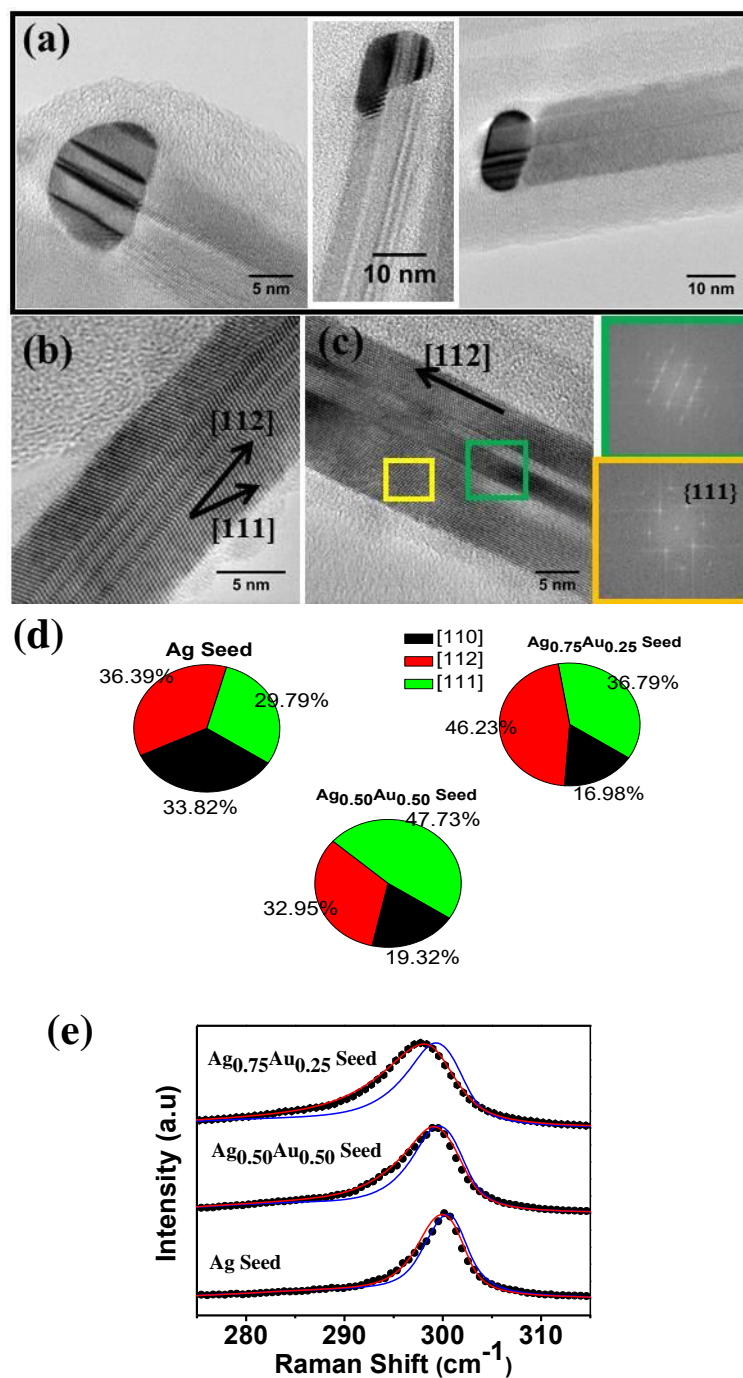 (a)
5 nm
10 nm
10 nm
(b)
[112]
[111]
5 nm
(c)
[112]
5 nm
{111}
(d)
Ag Seed
36.39%
29.79%
33.82%
[110]
[112]
[111]
Ag0.75Au0.25 Seed
36.79%
46.23%
16.98%
Ag0.50Au0.50 Seed
47.73%
32.95%
19.32%
(e)
Ag0.75Au0.25 Seed
Ag0.50Au0.50 Seed
Ag Seed
Intensity (a.u)
280 290 300 310
Raman Shift (cm-1)